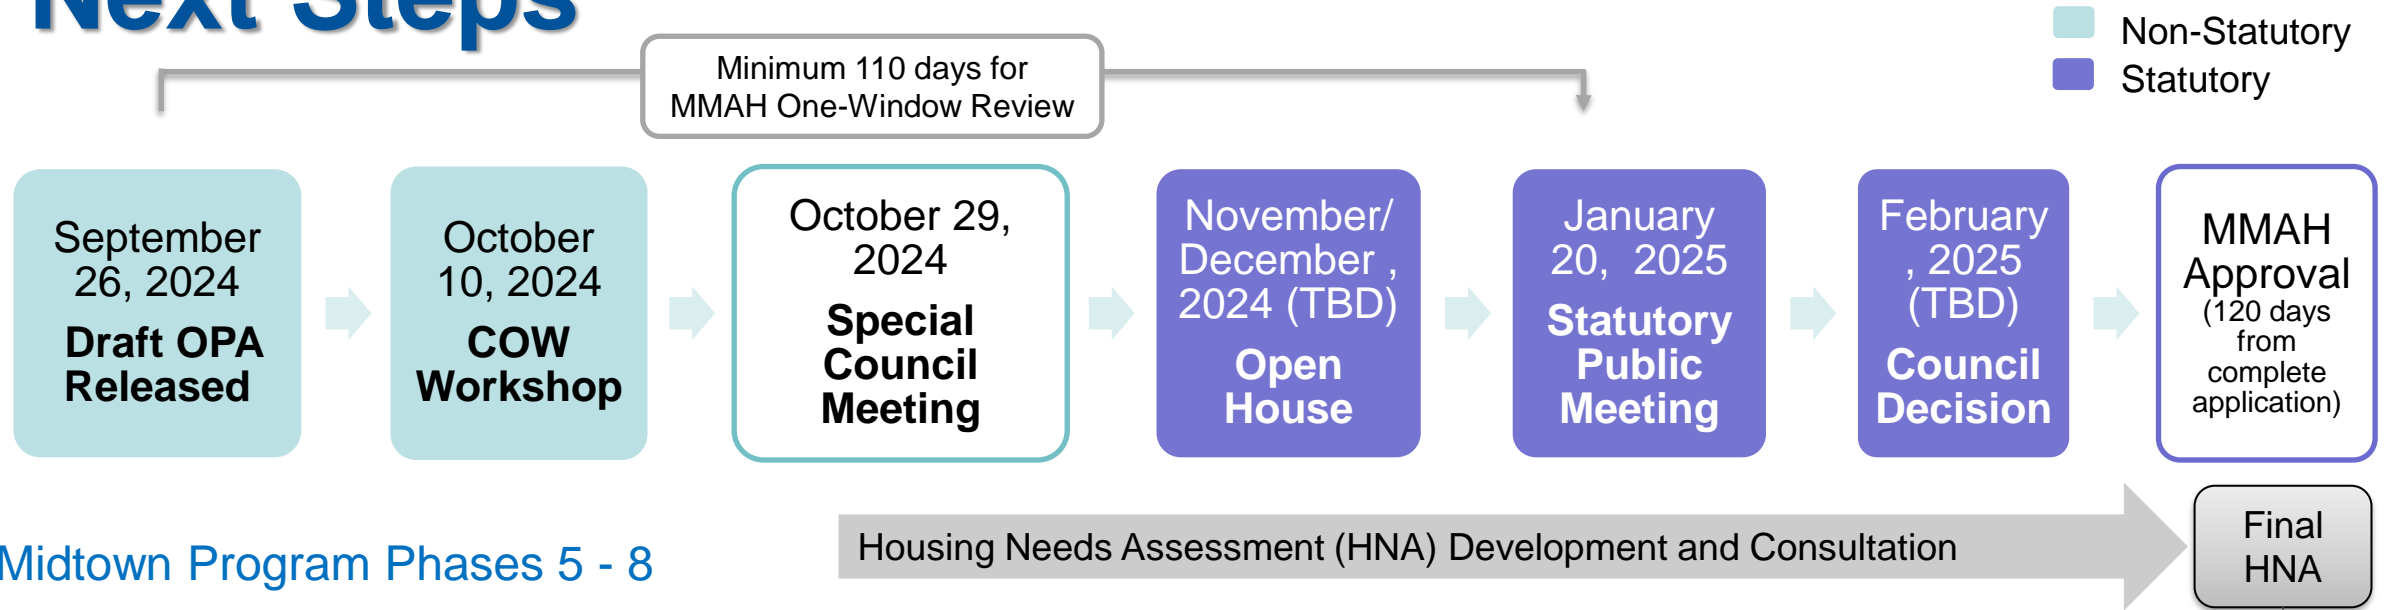 Next Steps
Non-Statutory
Statutory
Minimum 110 days for
MMAH One-Window Review
September
26, 2024
Draft OPA
Released
October
10, 2024
COW
Workshop
October 29,
2024
Special
Council
Meeting
November/
December ,
2024 (TBD)
Open
House
January
20, 2025
Statutory
Public
Meeting
February
, 2025
(TBD)
Council
Decision
MMAH
Approval
(120 days
from
complete
application)
Housing Needs Assessment (HNA) Development and Consultation
Final
HNA
Midtown Program Phases 5 - 8